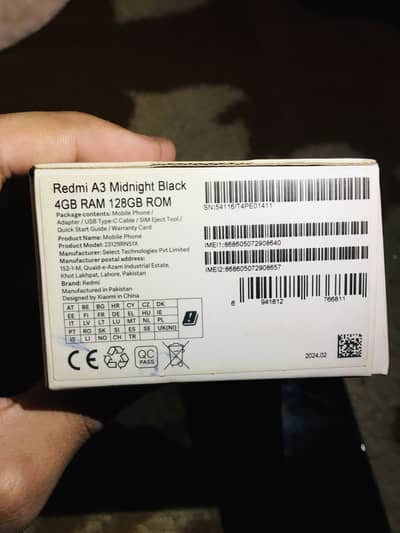 Redmi A3 Midnight Black
4GB RAM 128GB ROM
Package contents: Mobile Phone /
Adapter / USB Type-C Cable / SIM Eject Tool /
Quick Start Guide / Warranty Card
Product Name: Mobile Phone
Product Model: 23129RN51X
Manufacturer: Select Technologies Pvt Limited
Manufacturer postal address:
152-1-M, Quaid-e-Azam Industrial Estate,
Khot Lakhpat, Lahore, Pakistan
Brand: Redmi
Manufactured in Pakistan
Designed by Xiaomi in China
AT BE BG HR CY CZ DK
EE FI FR DE EL HU IE
IT LV LT LU MT NL PL
PT RO SK SI ES SE UK(NI)
IS LI NO CH TR
CE
QC
PASS
SN:54116/T4PE01411
IMEI1:868605072908640
IMEI2:868605072908657
6 941812 766811
2024.02